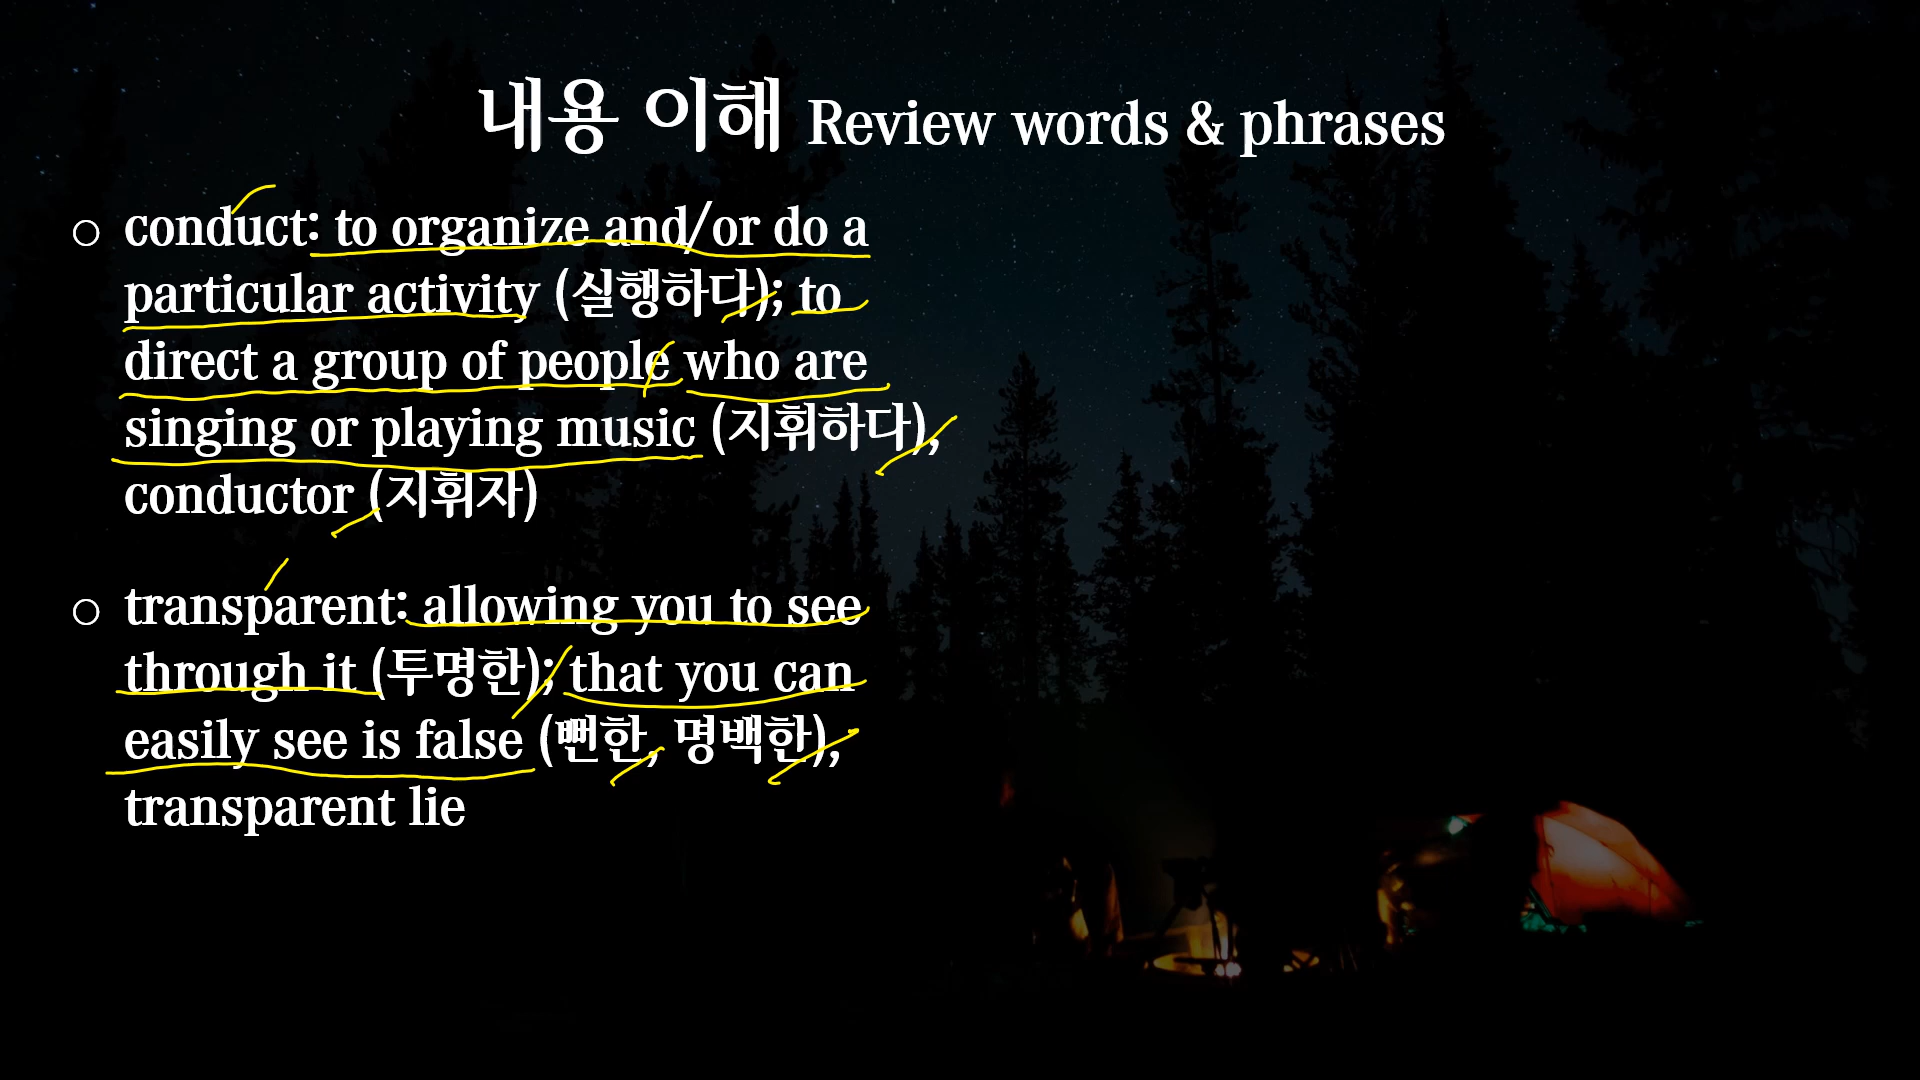 내용 이해 Review words & phrases
○ conduct: to organize and/or do a
particular activity (실행하다); to
direct a group of people who are
singing or playing music (지휘하다),
conductor (지휘자)
○ transparent: allowing you to see
through it (투명한); that you can
easily see is false (뻔한, 명백한),
transparent lie